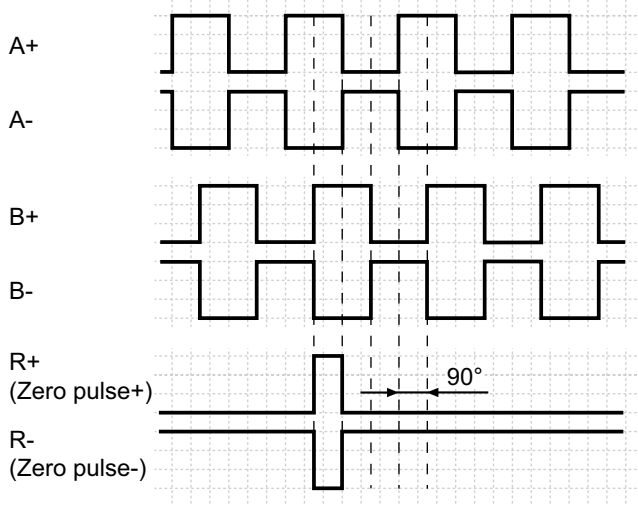 A+
A-
B+
B-
R+
(Zero pulse+)
90°
R-
(Zero pulse-)